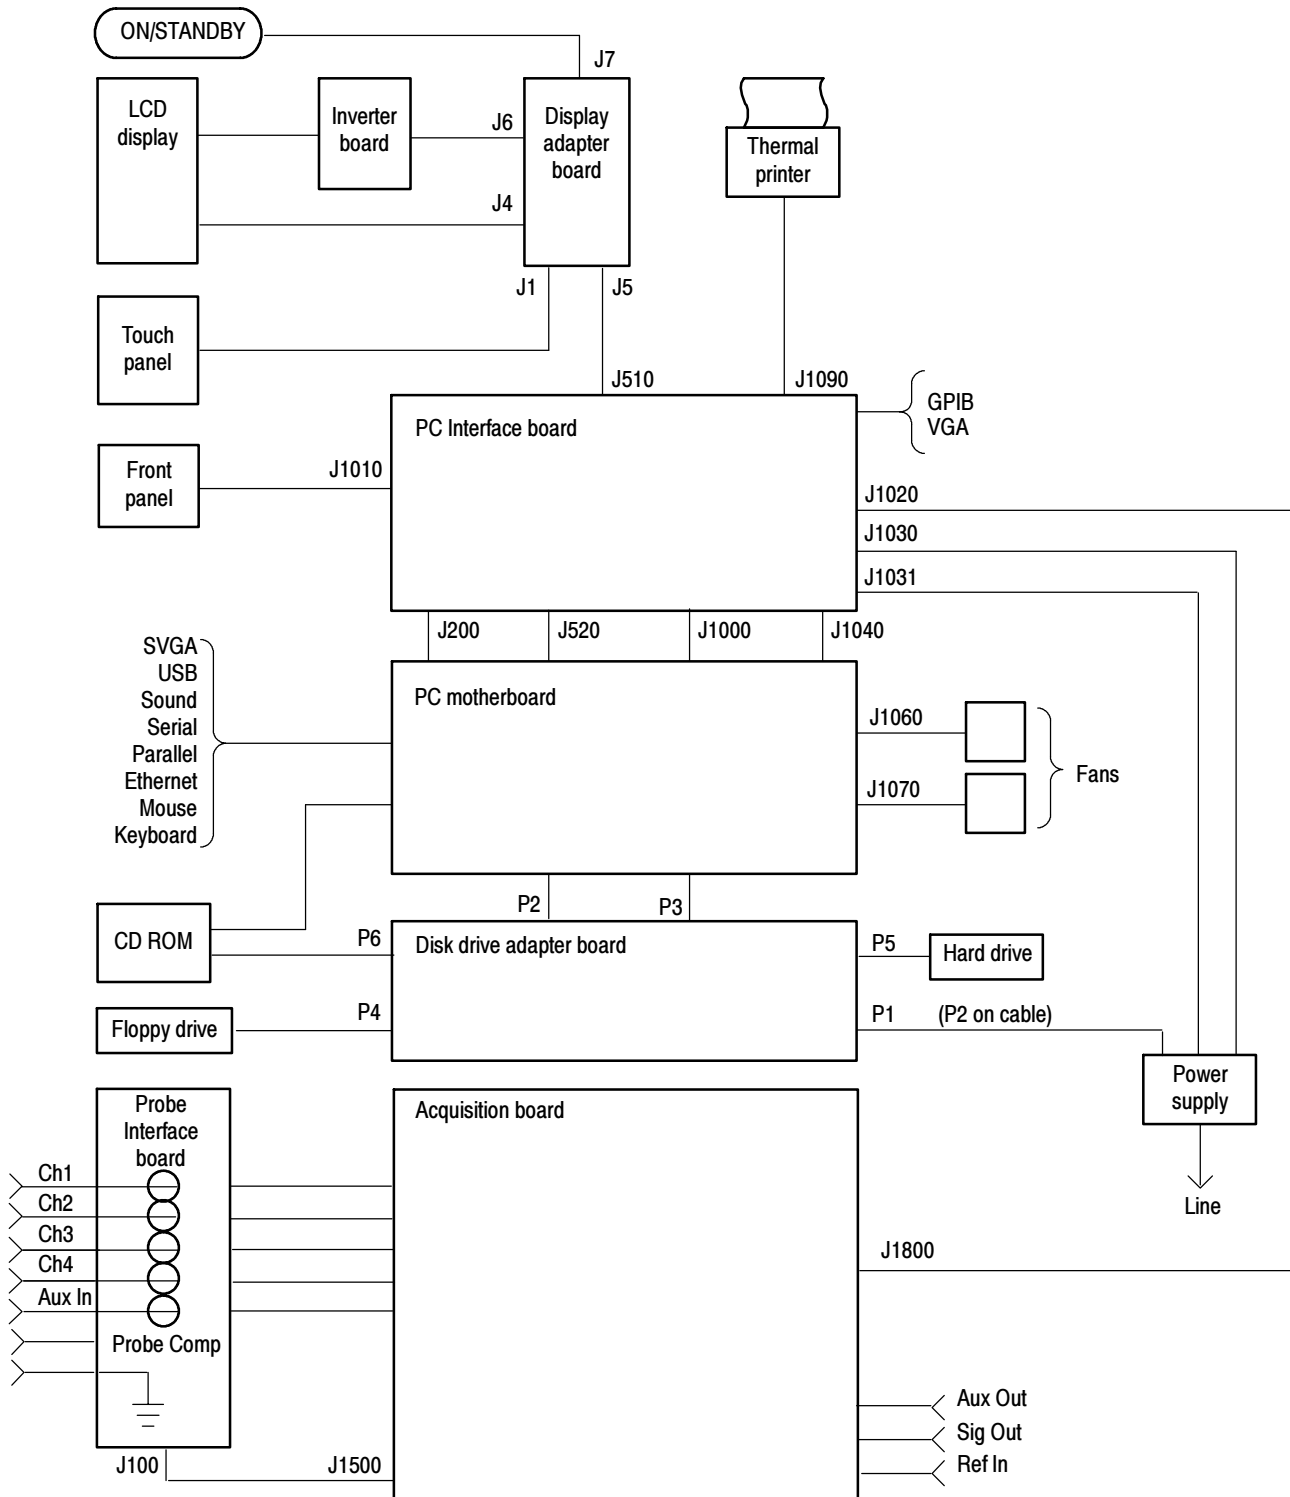 ON/STANDBY
J7
LCD
display
Inverter
board
J6
Display
adapter
board
J4
Thermal
printer
J1
J5
Touch
panel
J510
J1090
GPIB
VGA
PC Interface board
Front
panel
J1010
J1020
J1030
J1031
J200
J520
J1000
J1040
SVGA
USB
Sound
Serial
Parallel
Ethernet
Mouse
Keyboard
PC motherboard
J1060
J1070
Fans
P2
P3
CD ROM
P6
Disk drive adapter board
P5
Hard drive
Floppy drive
P4
P1
(P2 on cable)
Power
supply
Line
Probe
Interface
board
Acquisition board
Ch1
Ch2
Ch3
Ch4
Aux In
Probe Comp
J1800
Aux Out
Sig Out
Ref In
J100
J1500